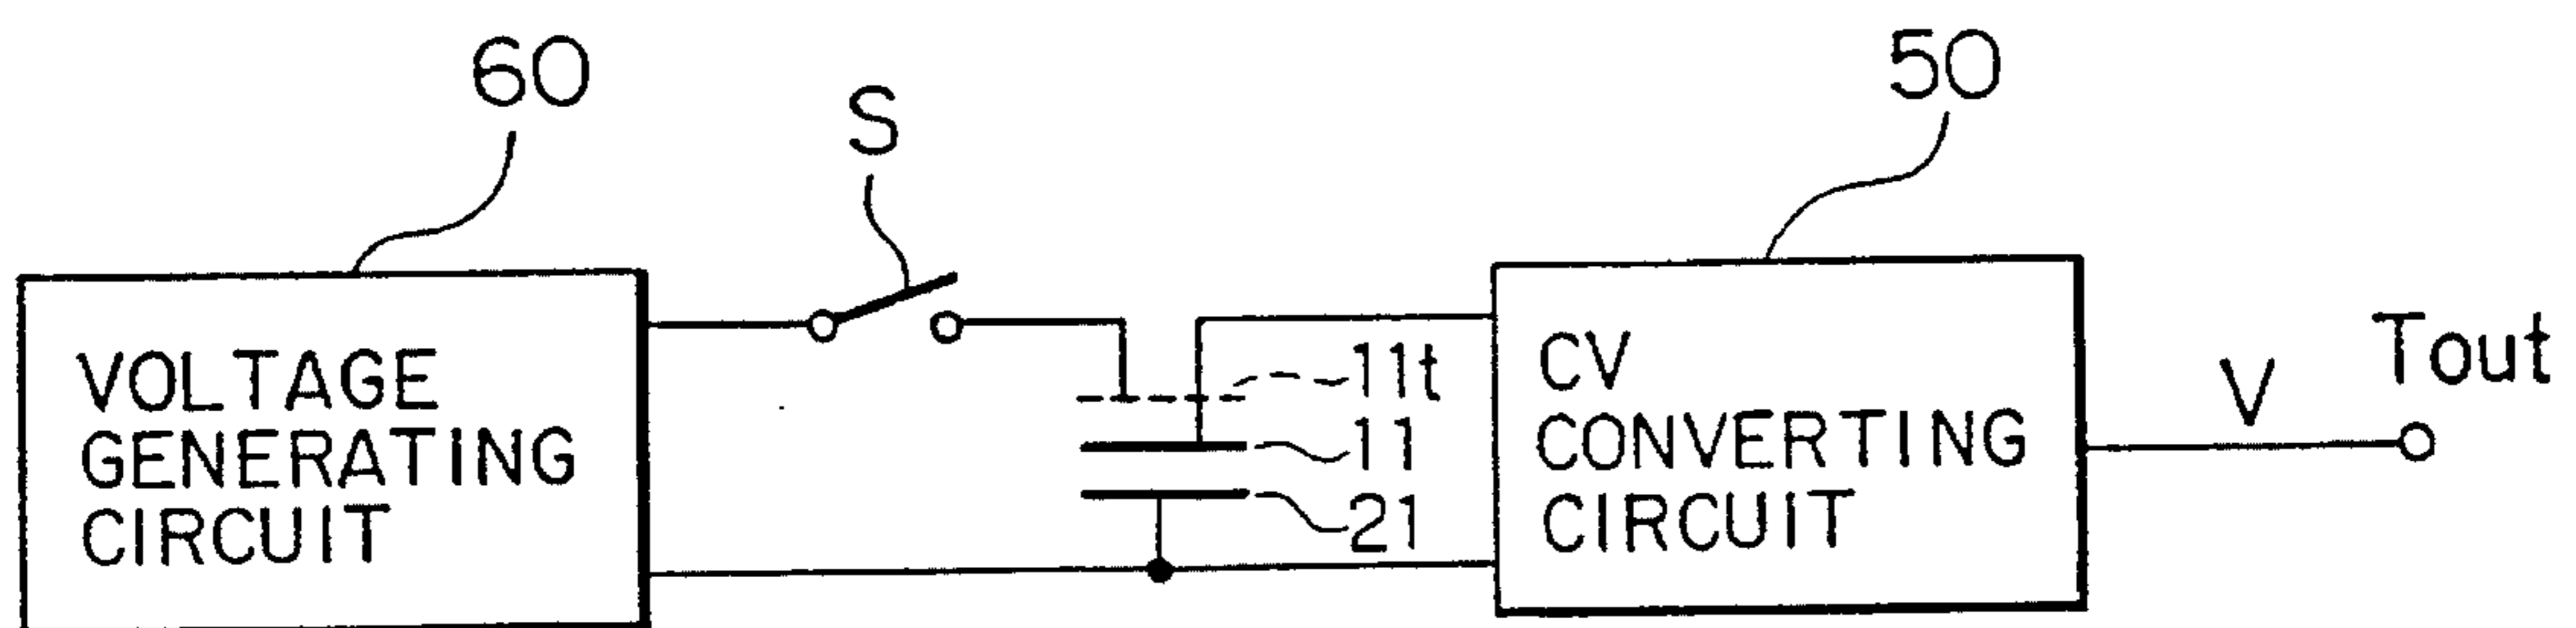 60
S
50
VOLTAGE
GENERATING
CIRCUIT
11t
11
21
CV
CONVERTING
CIRCUIT
V
Tout